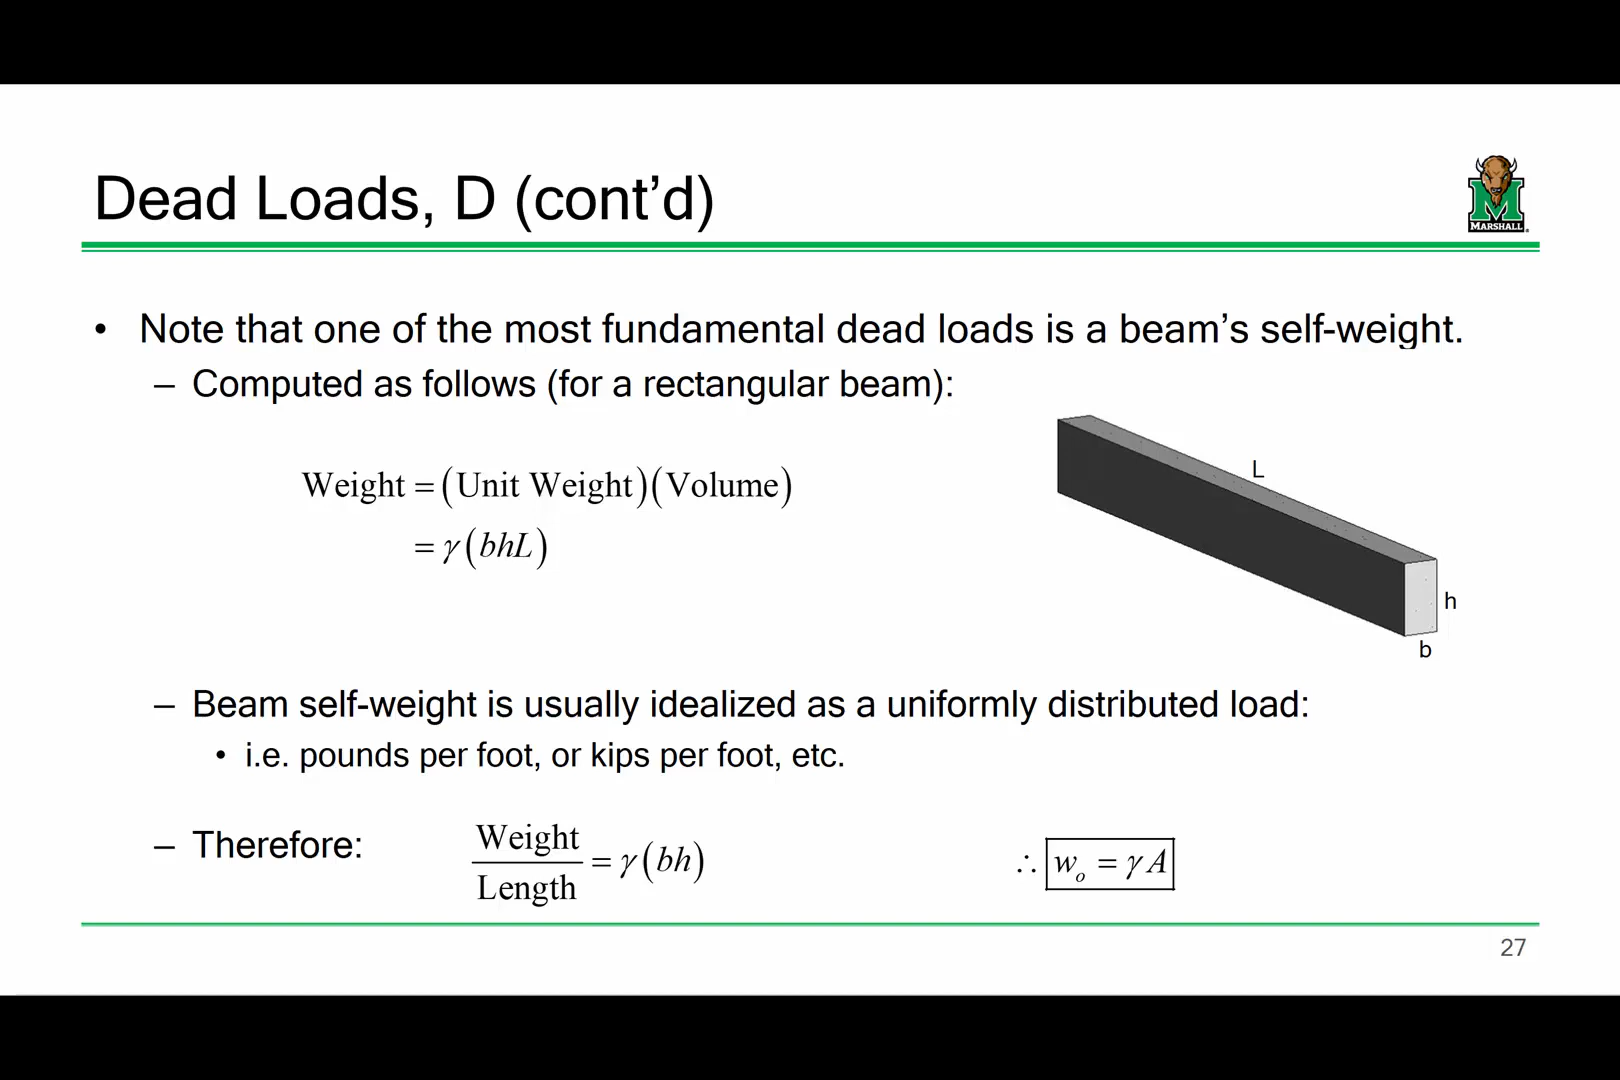 Dead Loads, D (cont’d)
MARSHALL
• Note that one of the most fundamental dead loads is a beam’s self-weight.
– Computed as follows (for a rectangular beam):
Weight = (Unit Weight)(Volume)
= γ(bhL)
L
h
b
– Beam self-weight is usually idealized as a uniformly distributed load:
• i.e. pounds per foot, or kips per foot, etc.
– Therefore:
Weight
Length
= γ(bh)
∴ wₒ = γ A
27